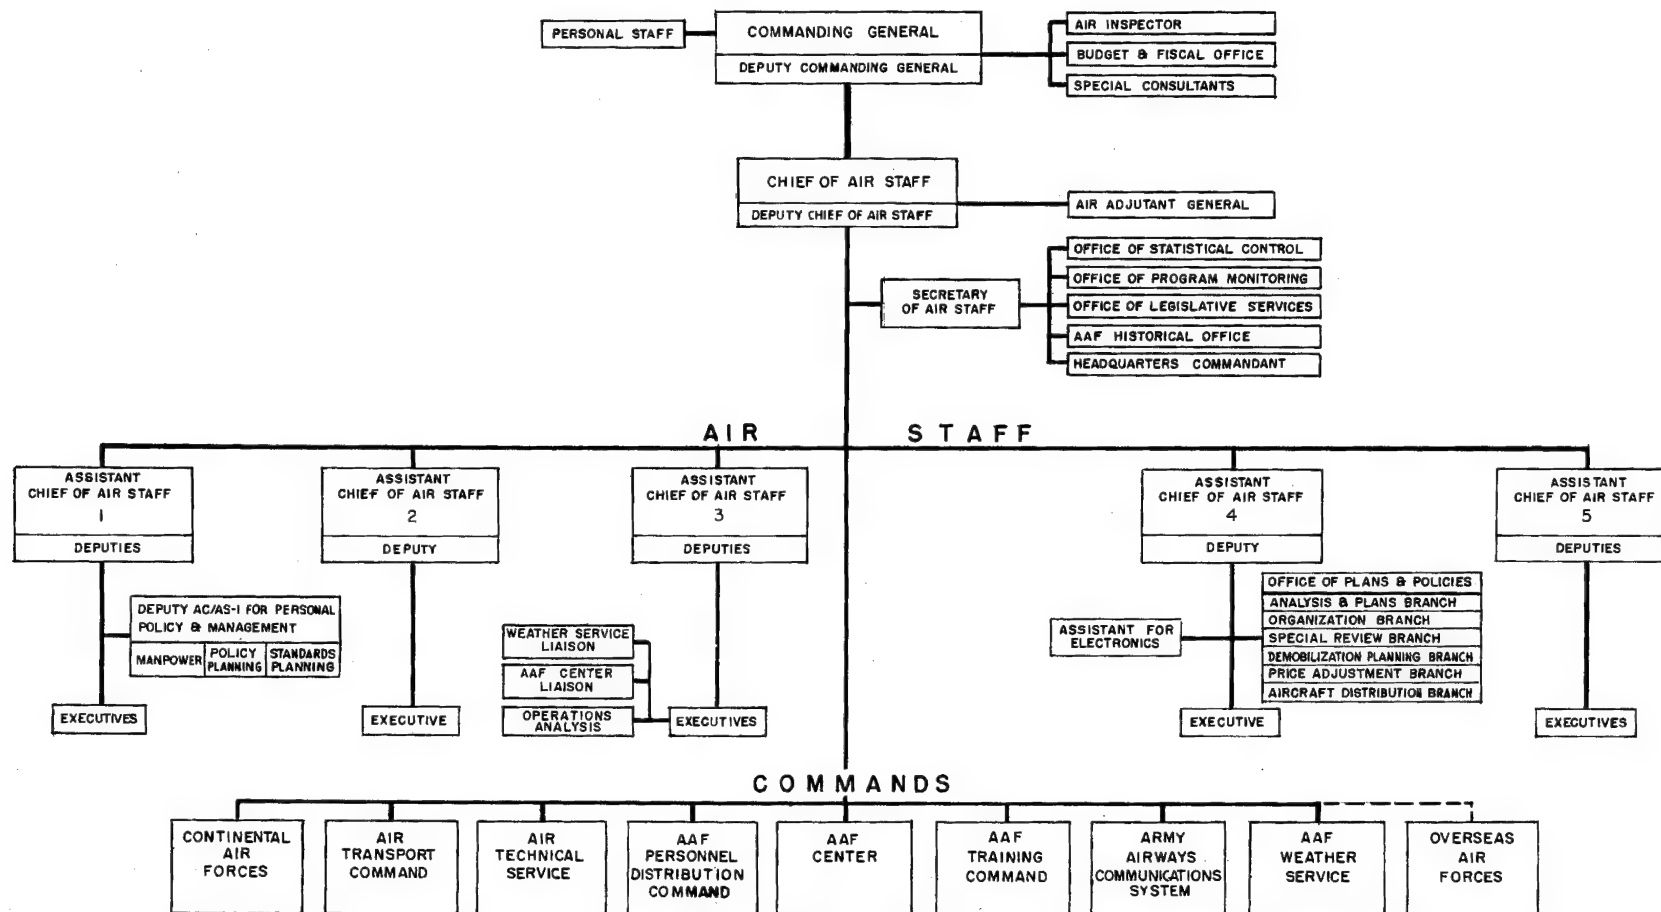 PERSONAL STAFF
COMMANDING GENERAL
DEPUTY COMMANDING GENERAL
AIR INSPECTOR
BUDGET & FISCAL OFFICE
SPECIAL CONSULTANTS
CHIEF OF AIR STAFF
DEPUTY CHIEF OF AIR STAFF
AIR ADJUTANT GENERAL
SECRETARY
OF AIR STAFF
OFFICE OF STATISTICAL CONTROL
OFFICE OF PROGRAM MONITORING
OFFICE OF LEGISLATIVE SERVICES
AAF HISTORICAL OFFICE
HEADQUARTERS COMMANDANT
AIR STAFF
ASSISTANT
CHIEF OF AIR STAFF
1
DEPUTIES
DEPUTY AC/AS-1 FOR PERSONAL
POLICY & MANAGEMENT
MANPOWER
POLICY
PLANNING
STANDARDS
PLANNING
EXECUTIVES
ASSISTANT
CHIEF OF AIR STAFF
2
DEPUTY
EXECUTIVE
ASSISTANT
CHIEF OF AIR STAFF
3
DEPUTIES
WEATHER SERVICE
LIAISON
AAF CENTER
LIAISON
OPERATIONS
ANALYSIS
EXECUTIVES
ASSISTANT
CHIEF OF AIR STAFF
4
DEPUTY
ASSISTANT FOR
ELECTRONICS
OFFICE OF PLANS & POLICIES
ANALYSIS & PLANS BRANCH
ORGANIZATION BRANCH
SPECIAL REVIEW BRANCH
DEMOBILIZATION PLANNING BRANCH
PRICE ADJUSTMENT BRANCH
AIRCRAFT DISTRIBUTION BRANCH
EXECUTIVE
ASSISTANT
CHIEF OF AIR STAFF
5
DEPUTIES
EXECUTIVES
COMMANDS
CONTINENTAL
AIR
FORCES
AIR
TRANSPORT
COMMAND
AIR
TECHNICAL
SERVICE
AAF
PERSONNEL
DISTRIBUTION
COMMAND
AAF
CENTER
AAF
TRAINING
COMMAND
ARMY
AIRWAYS
COMMUNICATIONS
SYSTEM
AAF
WEATHER
SERVICE
OVERSEAS
AIR
FORCES